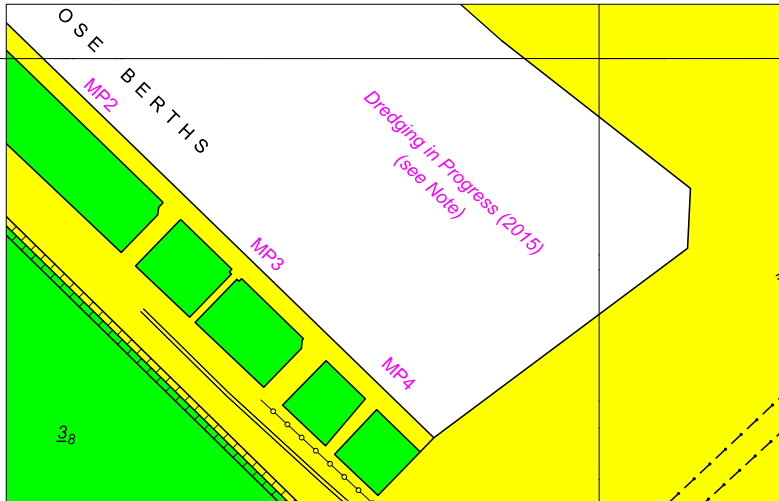 OSE BERTHS
MP2
Dredging in Progress (2015)
(see Note)
MP3
MP4
3₈